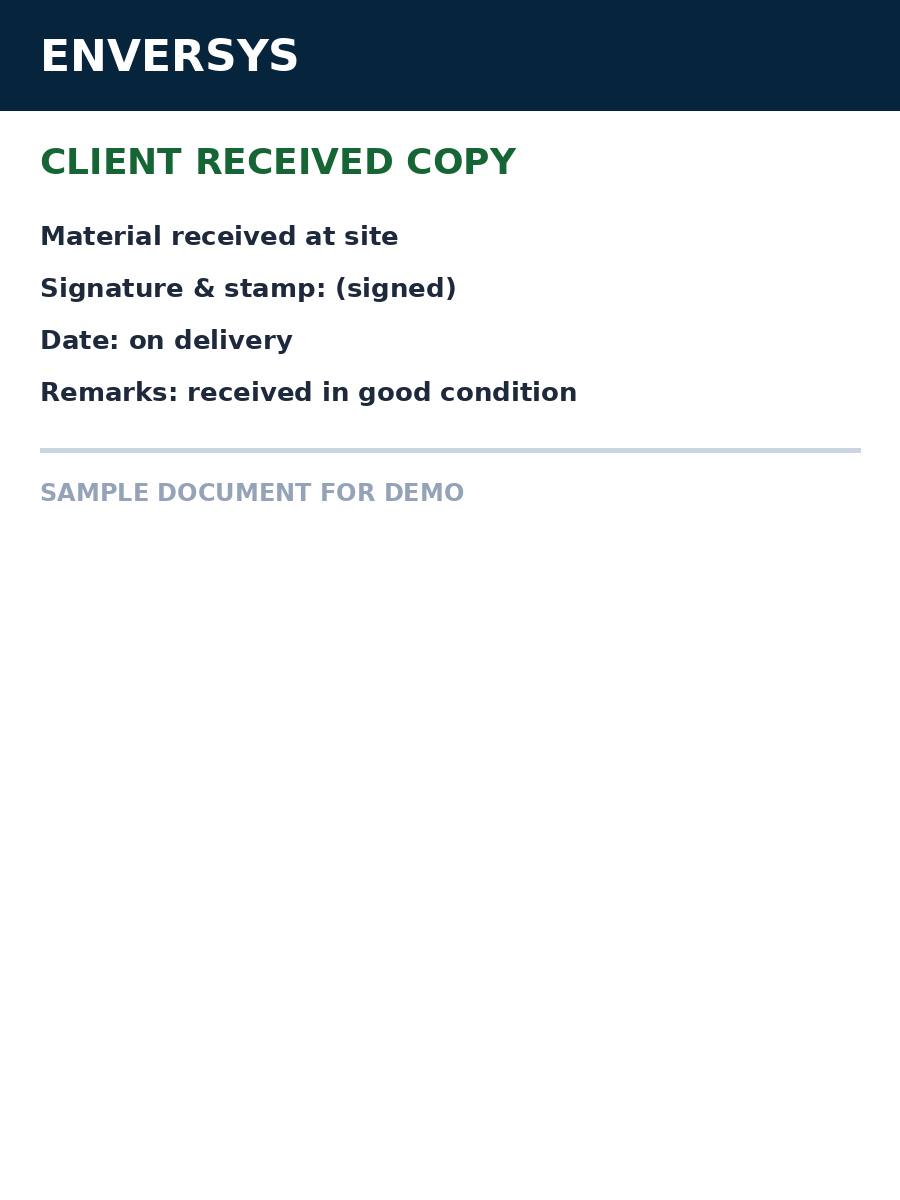 ENVERSYS
CLIENT RECEIVED COPY
Material received at site
Signature & stamp: (signed)
Date: on delivery
Remarks: received in good condition
SAMPLE DOCUMENT FOR DEMO